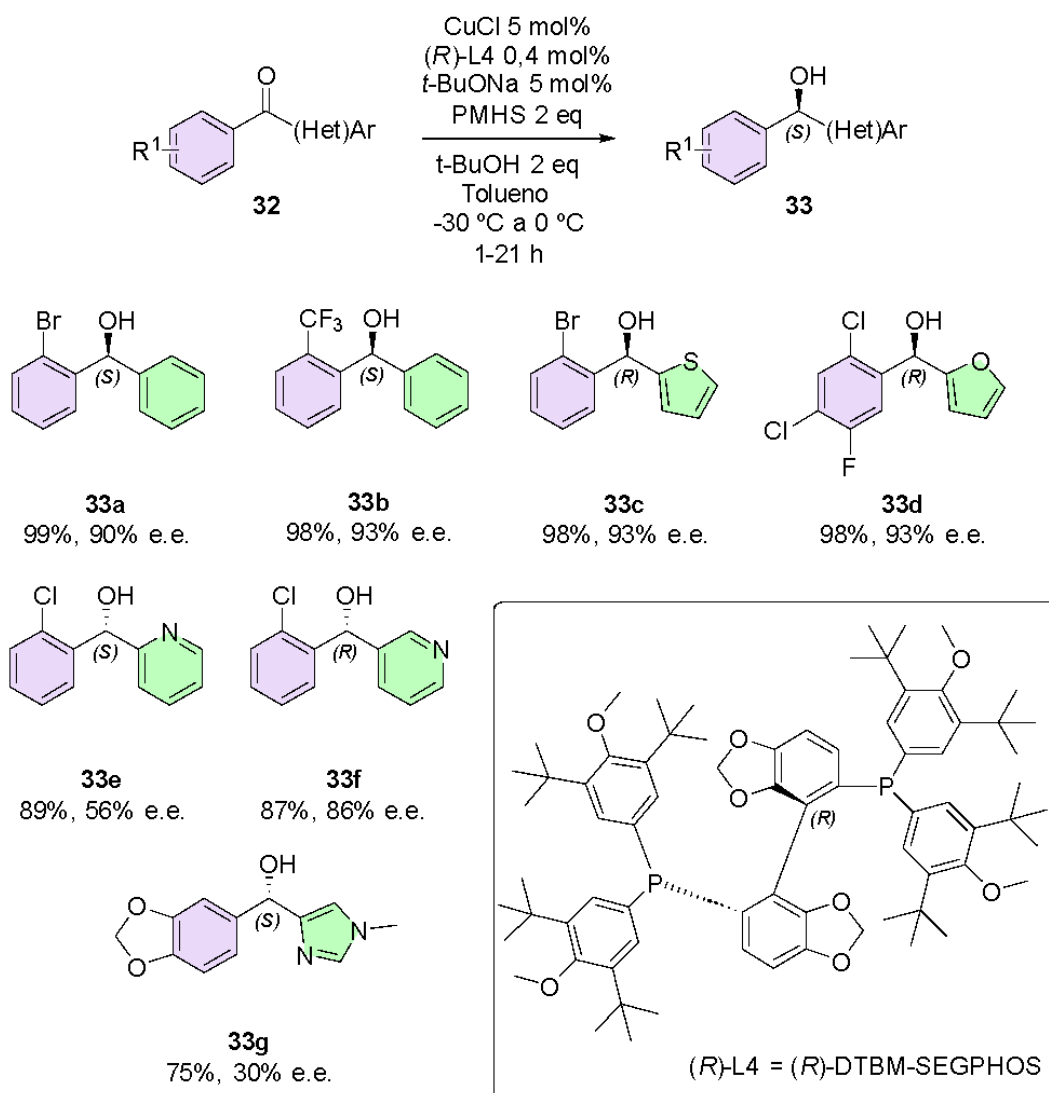 CuCl 5 mol%
(R)-L4 0,4 mol%
t-BuONa 5 mol%
PMHS 2 eq
t-BuOH 2 eq
Tolueno
-30 ºC a 0 ºC
1-21 h
O
R1
(Het)Ar
32
OH
(S)
R1
(Het)Ar
33
Br OH
(S)
33a
99%, 90% e.e.
CF3 OH
(S)
33b
98%, 93% e.e.
Br OH
(R)
S
33c
98%, 93% e.e.
Cl OH
(R)
O
Cl
F
33d
98%, 93% e.e.
Cl OH
(S)
N
33e
89%, 56% e.e.
Cl OH
(R)
N
33f
87%, 86% e.e.
OH
(S)
O
O
N
N
33g
75%, 30% e.e.
O
O
O
O
P
(R)
P
O
O
O
O
(R)-L4 = (R)-DTBM-SEGPHOS